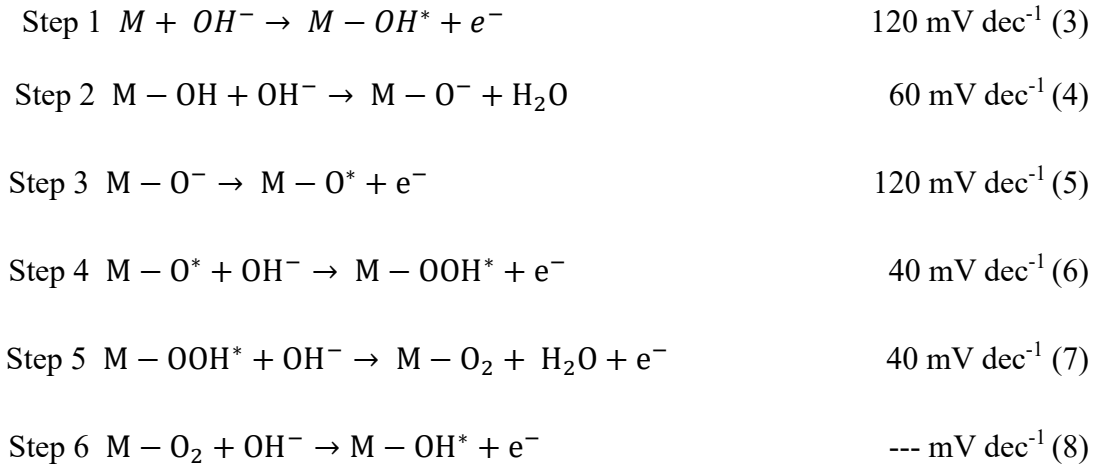 Step 1 M + OH⁻ → M − OH* + e⁻ 120 mV dec⁻¹ (3)
Step 2 M − OH + OH⁻ → M − O⁻ + H₂O 60 mV dec⁻¹ (4)
Step 3 M − O⁻ → M − O* + e⁻ 120 mV dec⁻¹ (5)
Step 4 M − O* + OH⁻ → M − OOH* + e⁻ 40 mV dec⁻¹ (6)
Step 5 M − OOH* + OH⁻ → M − O₂ + H₂O + e⁻ 40 mV dec⁻¹ (7)
Step 6 M − O₂ + OH⁻ → M − OH* + e⁻ --- mV dec⁻¹ (8)